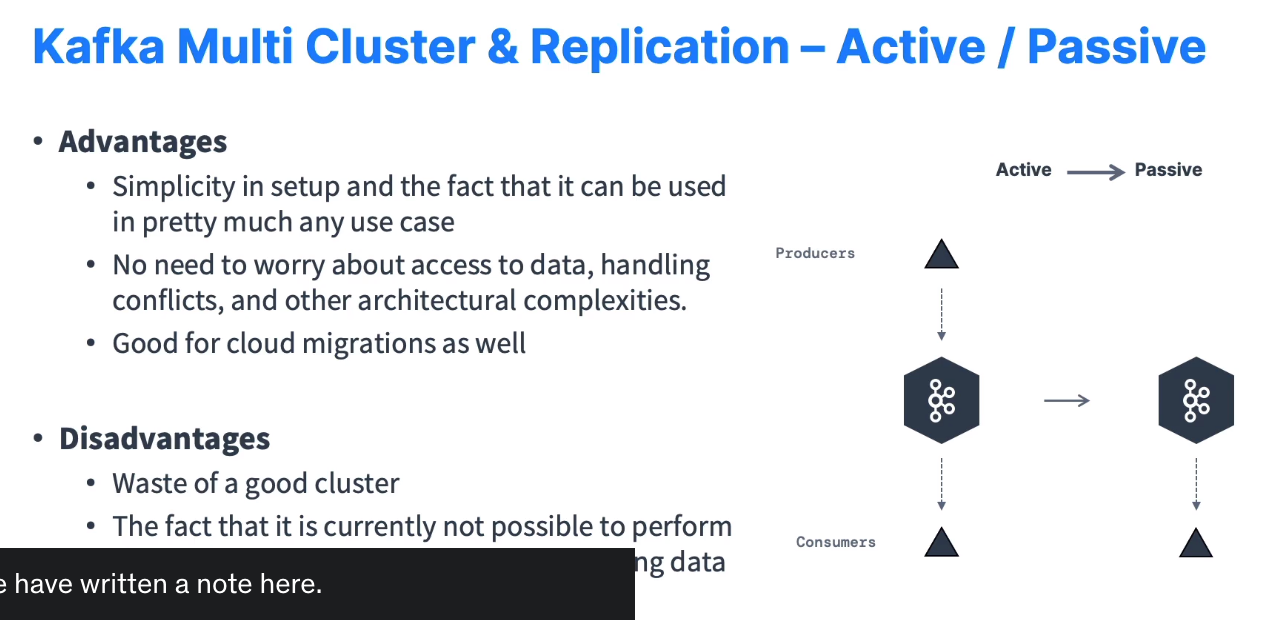 Kafka Multi Cluster & Replication – Active / Passive
• Advantages
• Simplicity in setup and the fact that it can be used
in pretty much any use case
• No need to worry about access to data, handling
conflicts, and other architectural complexities.
• Good for cloud migrations as well
• Disadvantages
• Waste of a good cluster
• The fact that it is currently not possible to perform
data
have written a note here.
Active
Passive
Producers
Consumers